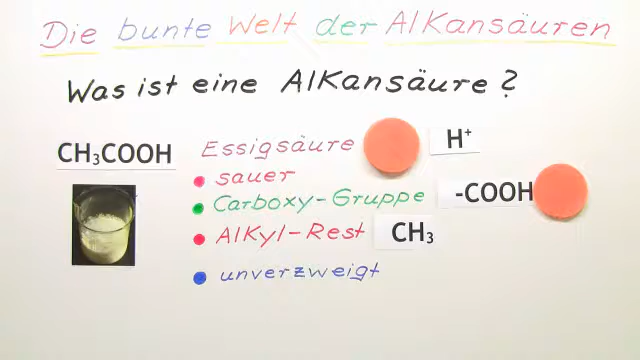 Die bunte Welt der Alkansäuren
Was ist eine Alkansäure?
CH₃COOH Essigsäure H⁺
sauer
Carboxy-Gruppe -COOH
Alkyl-Rest CH₃
unverzweigt